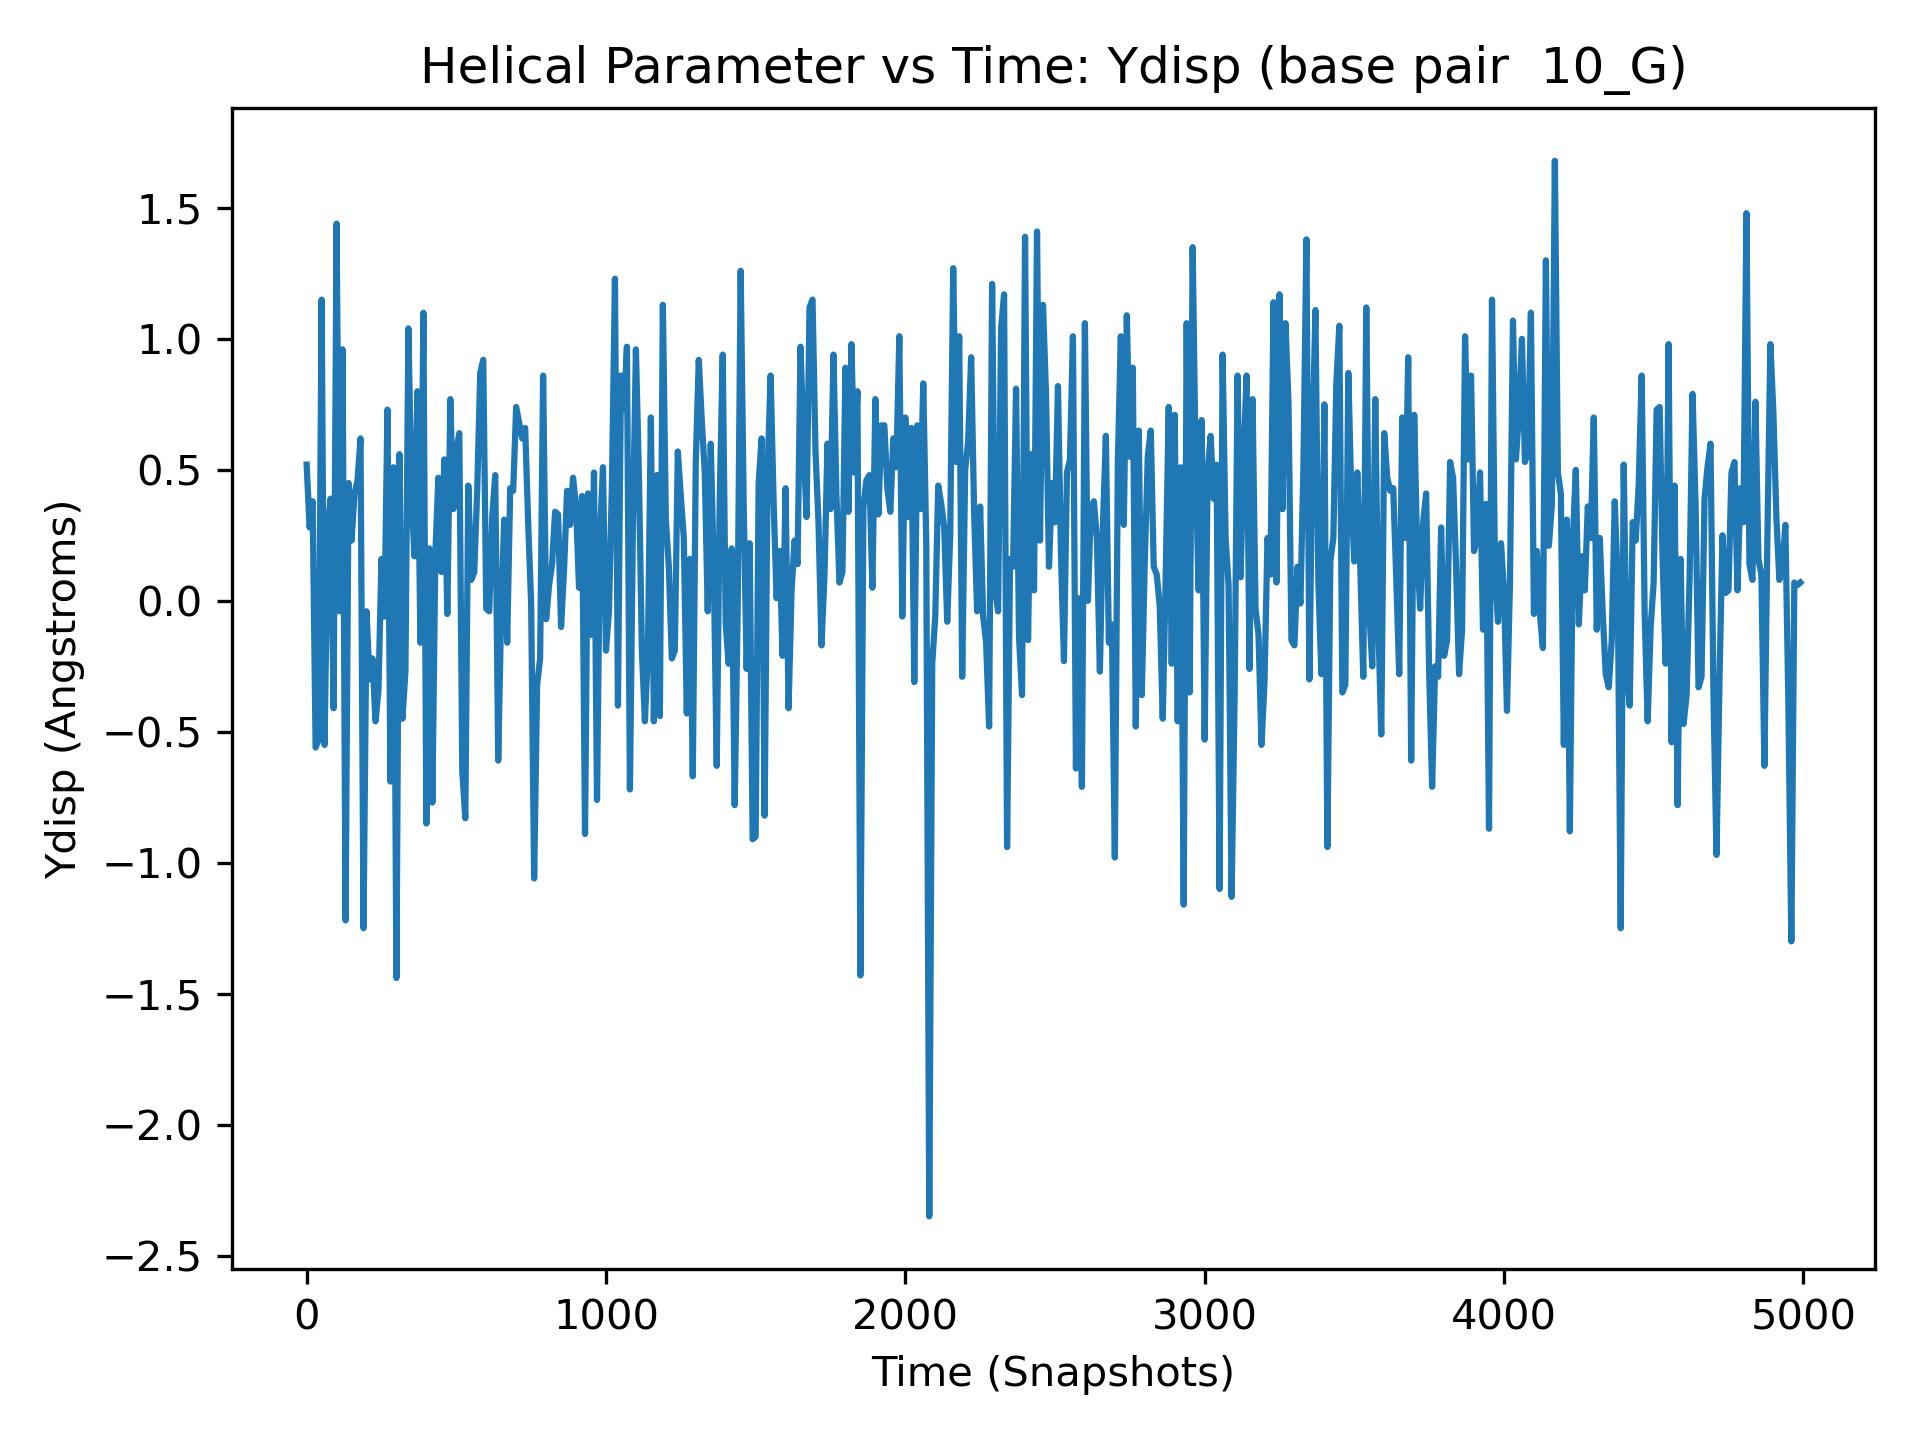 Helical Parameter vs Time: Ydisp (base pair  10_G)
Ydisp (Angstroms)
1.5
1.0
0.5
0.0
−0.5
−1.0
−1.5
−2.0
−2.5
0 1000 2000 3000 4000 5000
Time (Snapshots)